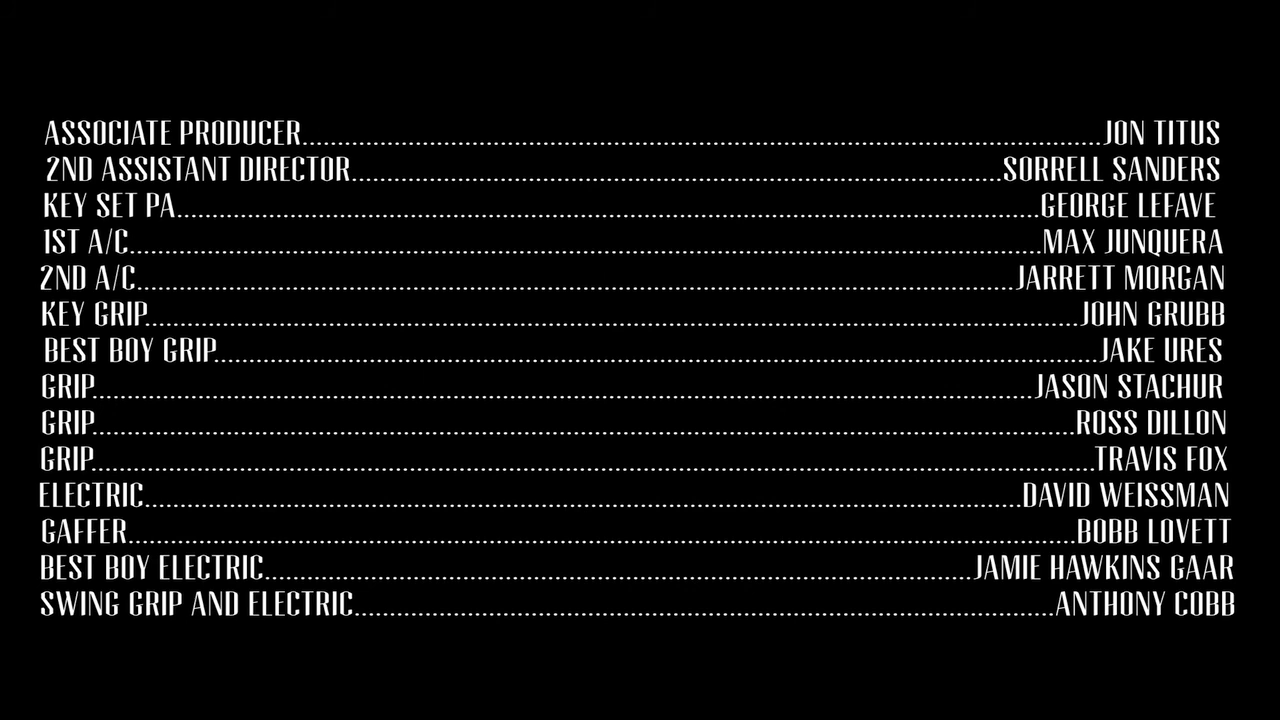 ASSOCIATE PRODUCER....................JON TITUS
2ND ASSISTANT DIRECTOR....................SORRELL SANDERS
KEY SET PA....................GEORGE LEFAVE
1ST A/C....................MAX JUNQUERA
2ND A/C....................JARRETT MORGAN
KEY GRIP....................JOHN GRUBB
BEST BOY GRIP....................JAKE URES
GRIP....................JASON STACHUR
GRIP....................ROSS DILLON
GRIP....................TRAVIS FOX
ELECTRIC....................DAVID WEISSMAN
GAFFER....................BOBB LOVETT
BEST BOY ELECTRIC....................JAMIE HAWKINS GAAR
SWING GRIP AND ELECTRIC....................ANTHONY COBB